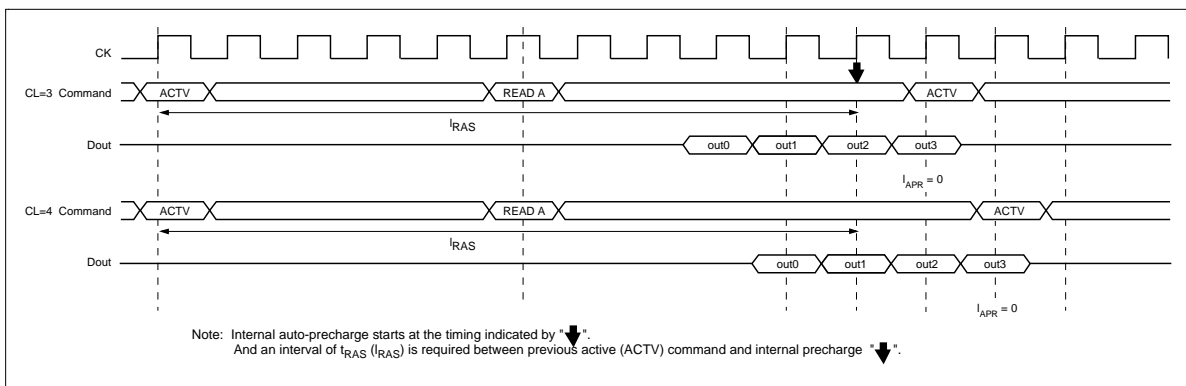 CK
CL=3 Command ACTV READ A ACTV
lRAS
Dout out0 out1 out2 out3
lAPR = 0
CL=4 Command ACTV READ A ACTV
lRAS
Dout out0 out1 out2 out3
lAPR = 0
Note: Internal auto-precharge starts at the timing indicated by " ".
And an interval of tRAS (lRAS) is required between previous active (ACTV) command and internal precharge " ".